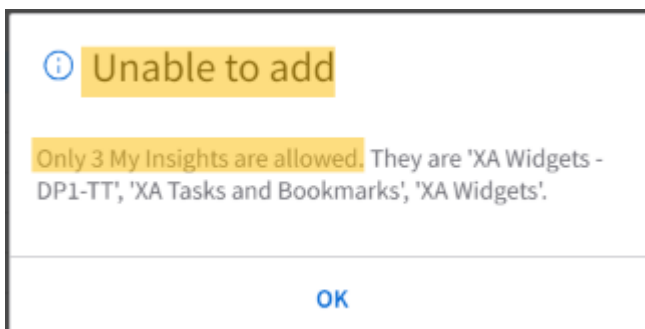 Unable to add
Only 3 My Insights are allowed. They are 'XA Widgets -
DP1-TT', 'XA Tasks and Bookmarks', 'XA Widgets'.
OK